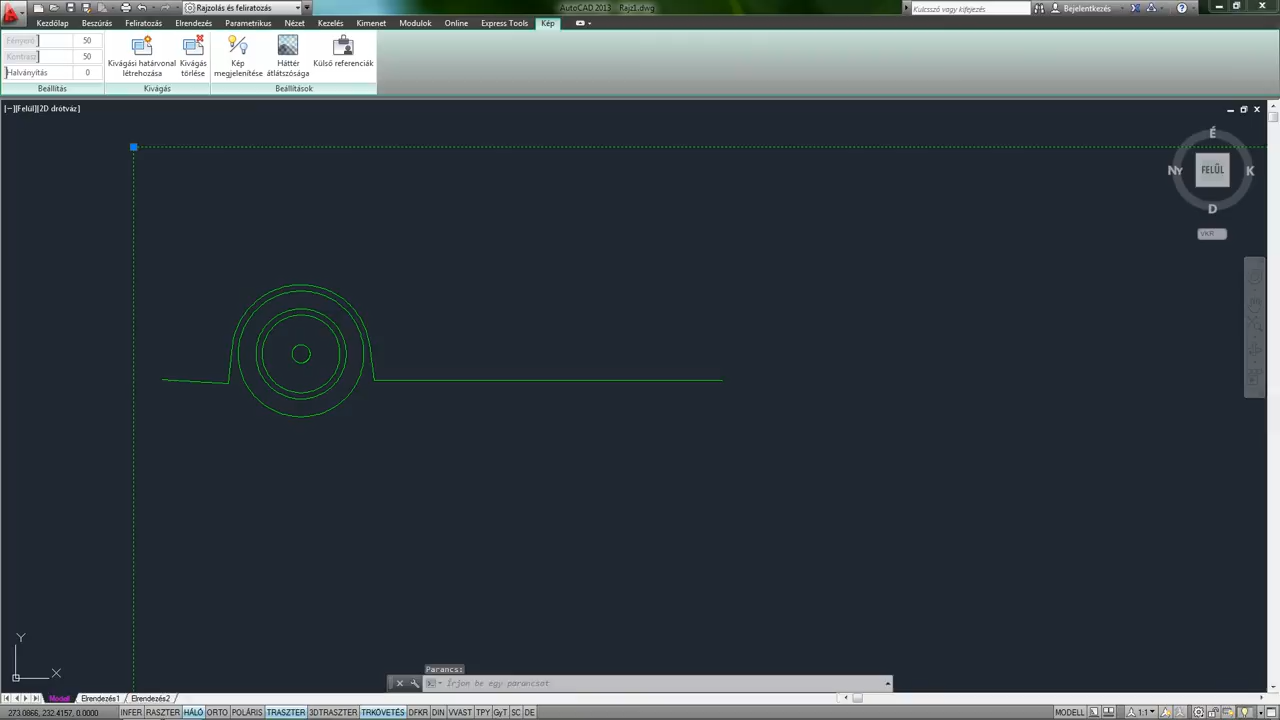 Rajzolás és feliratozás
AutoCAD 2013 Rajz1.dwg
Kulcsszó vagy kifejezés
Bejelentkezés
Kezdőlap Beszúrás Feliratozás Elrendezés Parametrikus Nézet Kezelés Kimenet Modulok Online Express Tools Kép
Fényerő 50
Kontraszt 50
Halványítás 0
Kivágási határvonal létrehozása
Kivágás törlése
Kép megjelenítése
Háttér átlátszósága
Külső referenciák
Beállítás Kivágás Beállítások
[−][Felül][2D drótváz]
É
NY FELÜL K
D
VKR
Y
X
Parancs:
Írjon be egy parancsot
Modell Elrendezés1 Elrendezés2
273.0866, 232.4157, 0.0000 INFER RASZTER HÁLÓ ORTO POLÁRIS TRASZTER 3DTRASZTER TRKÖVETÉS DFKR DIN VVAST TPY GyT SC DE MODELL 1:1